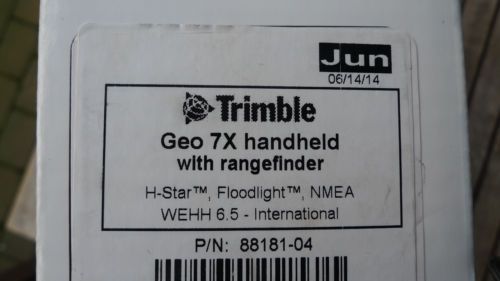 Jun
06/14/14
Trimble
Geo 7X handheld
with rangefinder
H-Star™, Floodlight™, NMEA
WEHH 6.5 - International
P/N: 88181-04